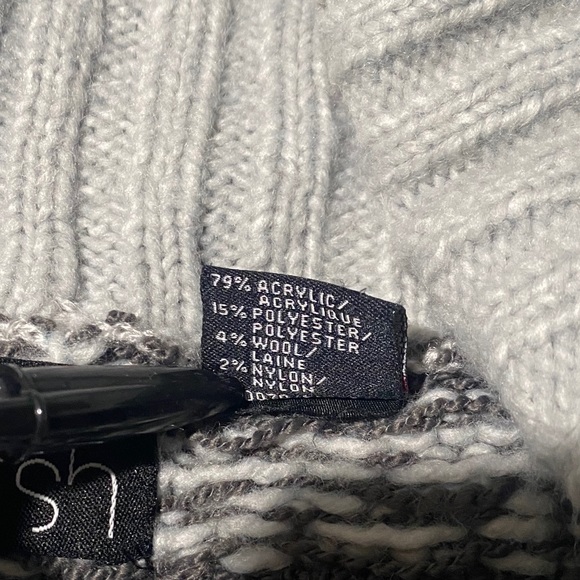 79% ACRYLIC/
ACRYLIQUE
15% POLYESTER/
POLYESTER
4% WOOL/
LAINE
2% NYLON/
NYLON